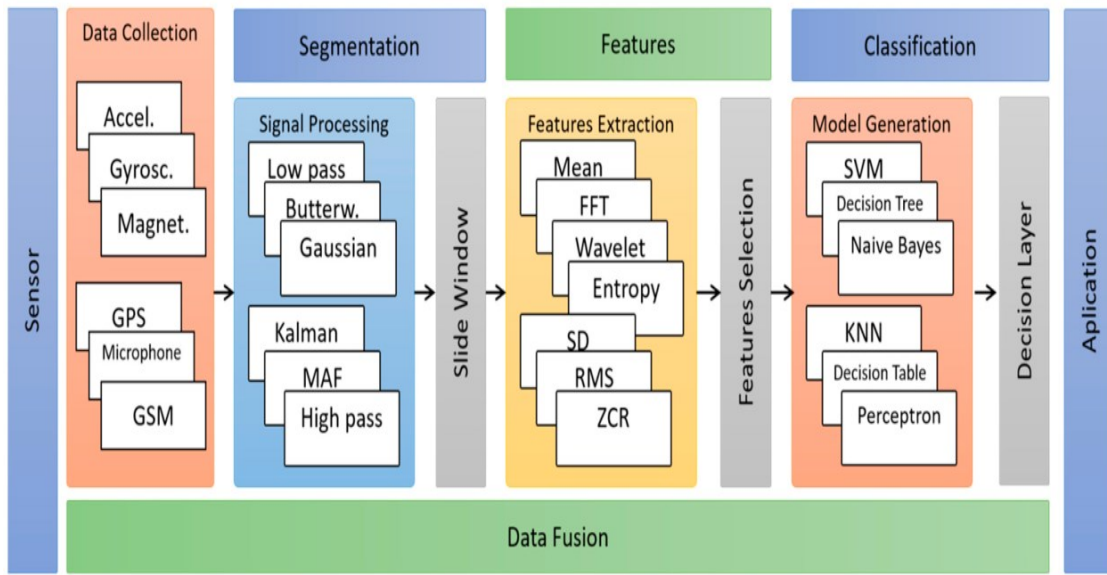 Sensor
Data Collection
Accel.
Gyrosc.
Magnet.
GPS
Microphone
GSM
Segmentation
Signal Processing
Low pass
Butterw.
Gaussian
Kalman
MAF
High pass
Slide Window
Features
Features Extraction
Mean
FFT
Wavelet
Entropy
SD
RMS
ZCR
Features Selection
Classification
Model Generation
SVM
Decision Tree
Naive Bayes
KNN
Decision Table
Perceptron
Decision Layer
Aplication
Data Fusion